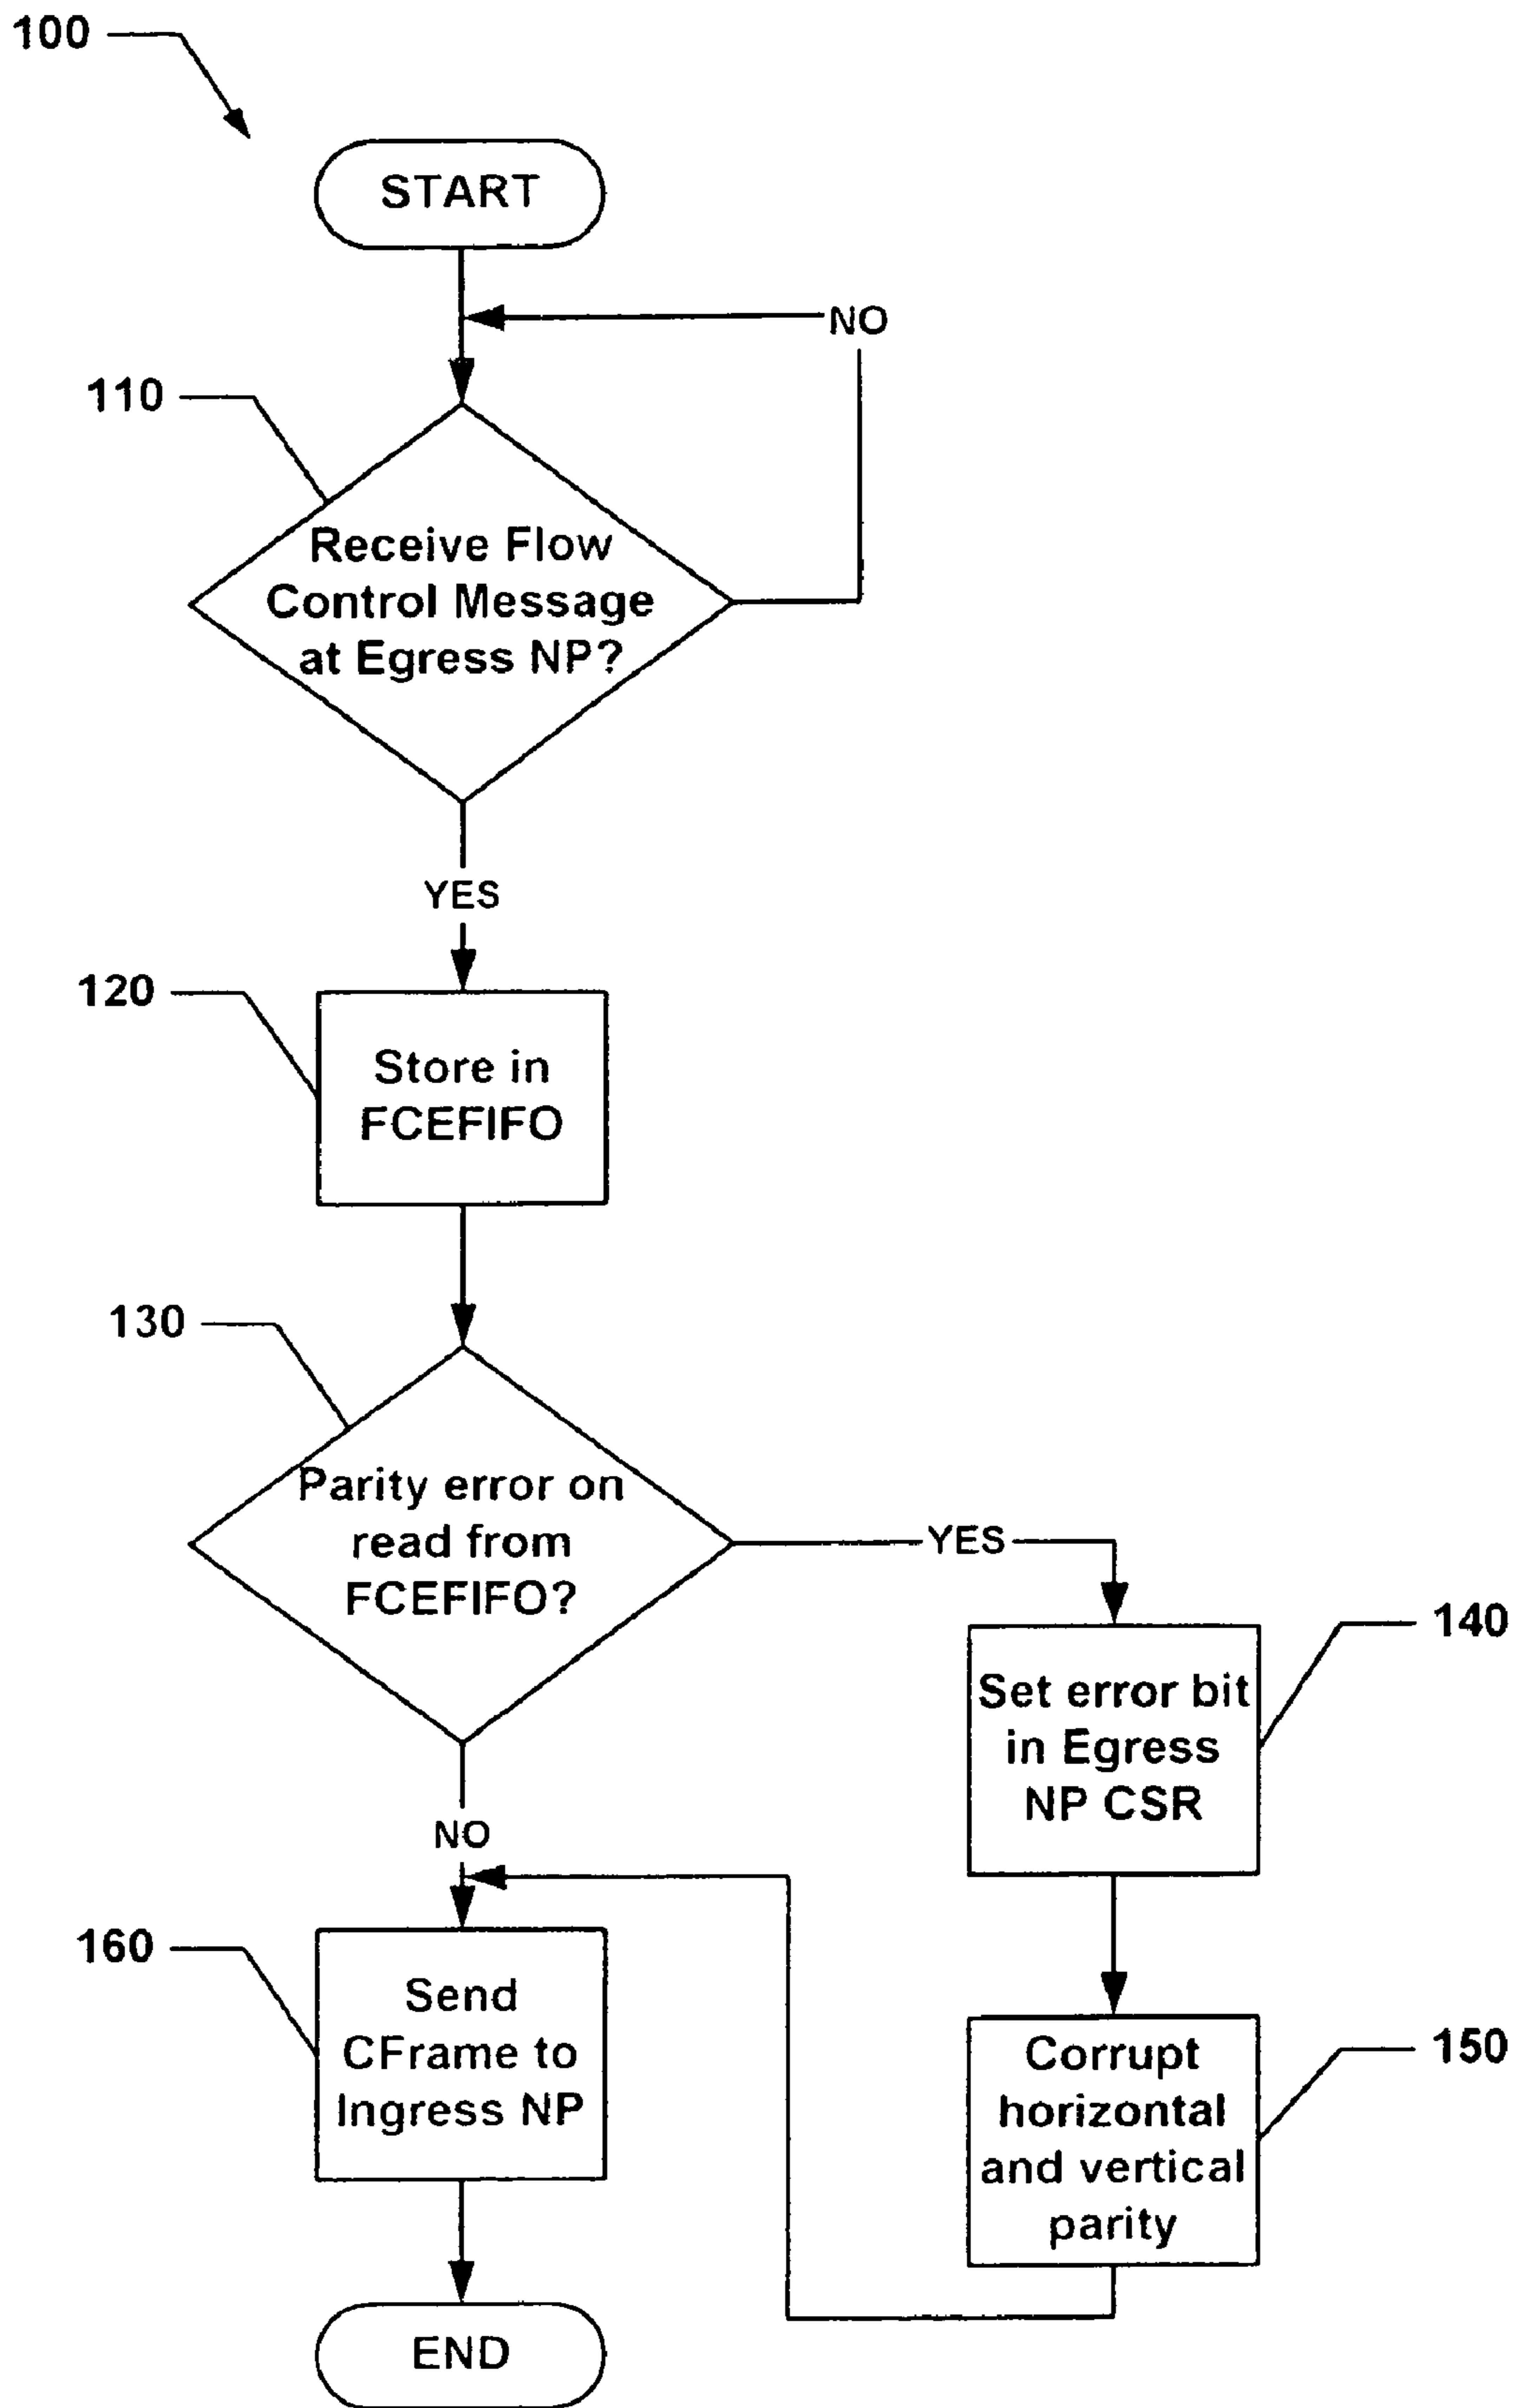 100
START
NO
110
Receive Flow
Control Message
at Egress NP?
YES
120
Store in
FCEFIFO
130
Parity error on
read from
FCEFIFO?
YES
140
Set error bit
in Egress
NP CSR
NO
160
Send
CFrame to
Ingress NP
150
Corrupt
horizontal
and vertical
parity
END